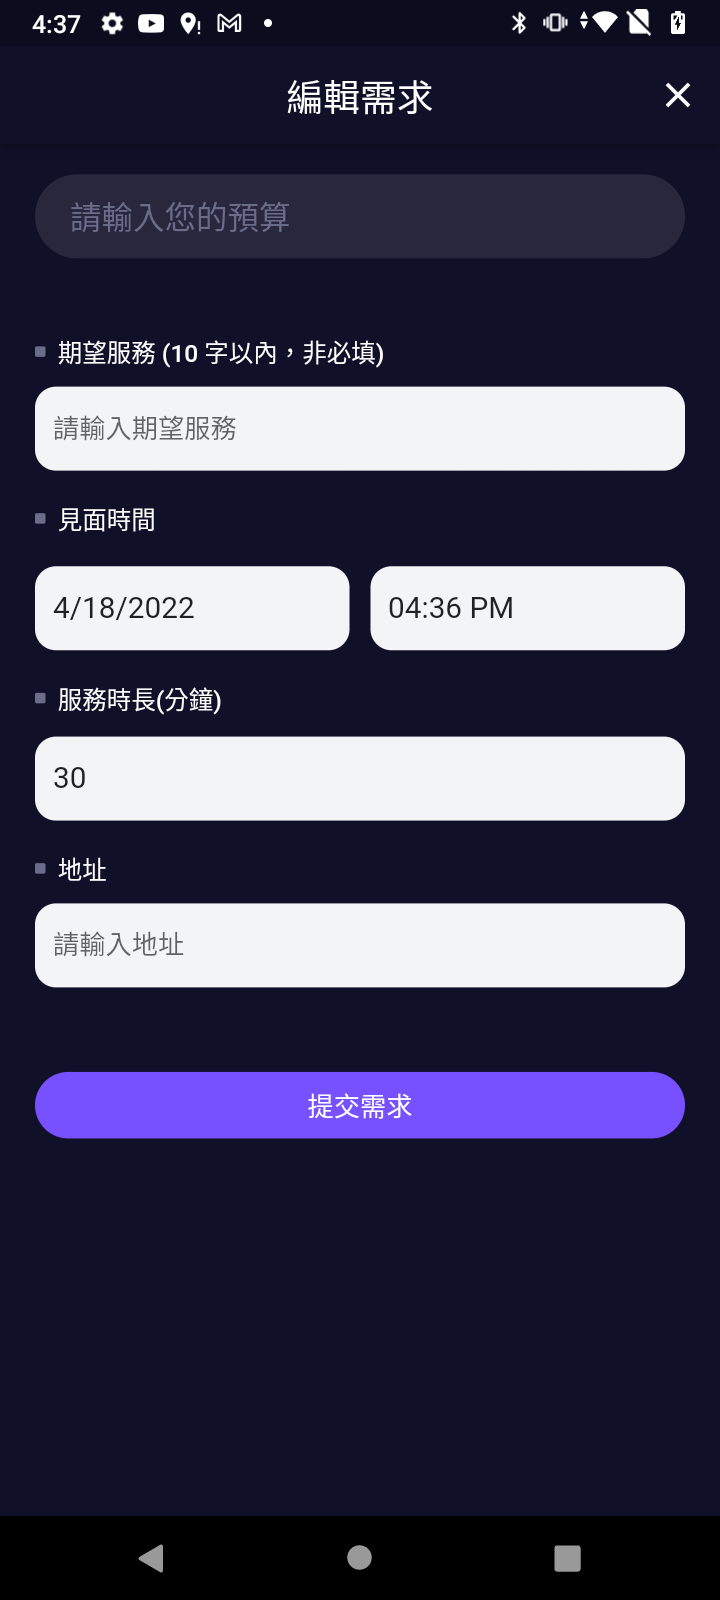 4:37
編輯需求
請輸入您的預算
期望服務 (10 字以內，非必填)
請輸入期望服務
見面時間
4/18/2022
04:36 PM
服務時長(分鐘)
30
地址
請輸入地址
提交需求